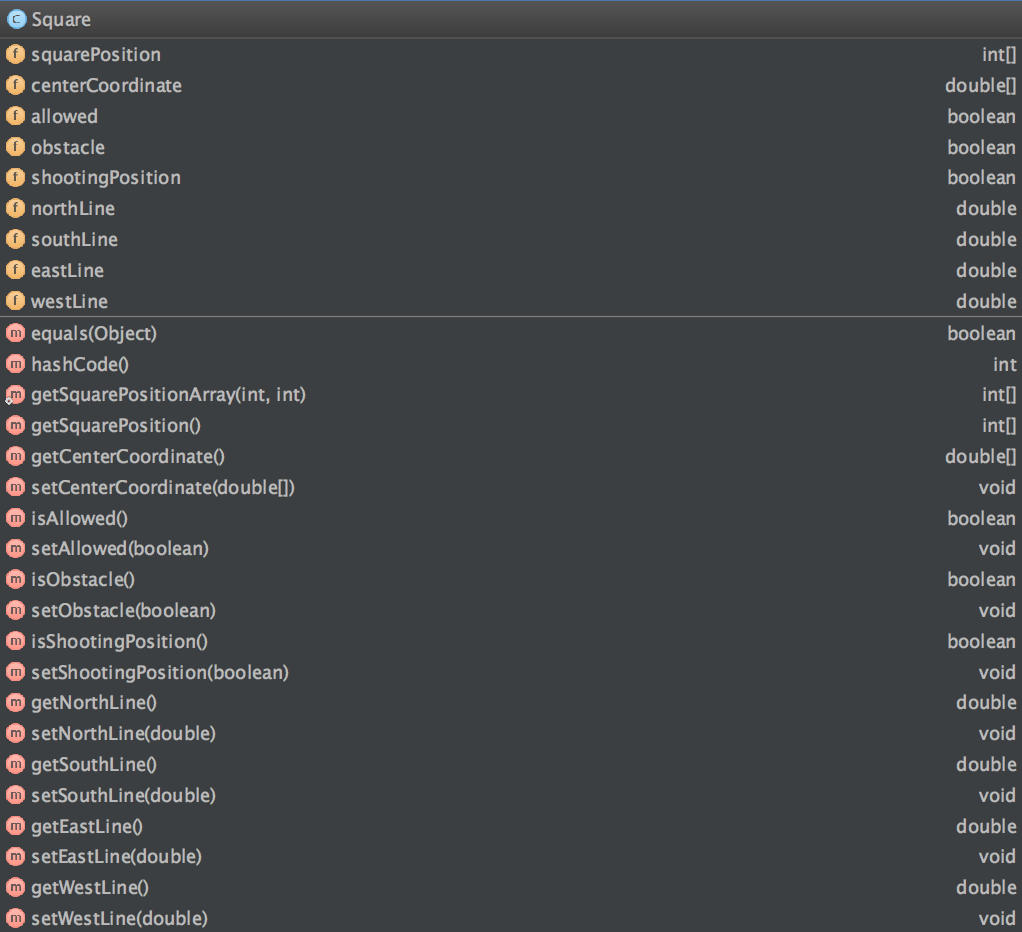 C Square
f squarePosition int[]
f centerCoordinate double[]
f allowed boolean
f obstacle boolean
f shootingPosition boolean
f northLine double
f southLine double
f eastLine double
f westLine double
m equals(Object) boolean
m hashCode() int
m getSquarePositionArray(int, int) int[]
m getSquarePosition() int[]
m getCenterCoordinate() double[]
m setCenterCoordinate(double[]) void
m isAllowed() boolean
m setAllowed(boolean) void
m isObstacle() boolean
m setObstacle(boolean) void
m isShootingPosition() boolean
m setShootingPosition(boolean) void
m getNorthLine() double
m setNorthLine(double) void
m getSouthLine() double
m setSouthLine(double) void
m getEastLine() double
m setEastLine(double) void
m getWestLine() double
m setWestLine(double) void